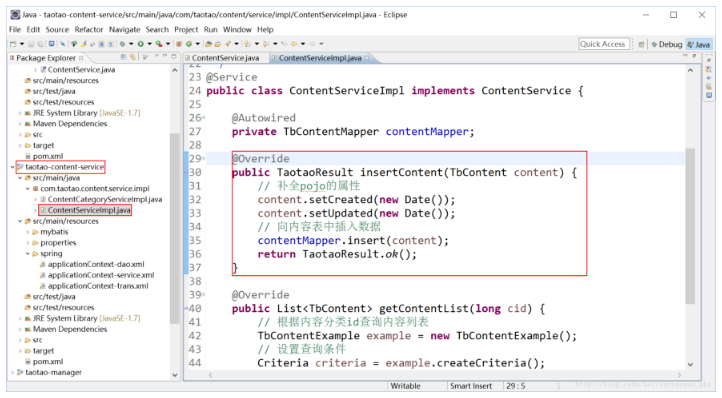 Java - taotao-content-service/src/main/java/com/taotao/content/service/impl/ContentServiceImpl.java - Eclipse
File Edit Source Refactor Navigate Search Project Run Window Help
Quick Access
Debug
Java
Package Explorer
ContentService.java
src/main/resources
src/test/java
src/test/resources
JRE System Library [JavaSE-1.7]
Maven Dependencies
src
target
pom.xml
taotao-content-service
src/main/java
com.taotao.content.service.impl
ContentCategoryServiceImpl.java
ContentServiceImpl.java
src/main/resources
mybatis
properties
spring
applicationContext-dao.xml
applicationContext-service.xml
applicationContext-trans.xml
src/test/java
src/test/resources
JRE System Library [JavaSE-1.7]
Maven Dependencies
src
target
pom.xml
taotao-manager
ContentService.java
ContentServiceImpl.java
22 */
23 @Service
24 public class ContentServiceImpl implements ContentService {
25
26 @Autowired
27 private TbContentMapper contentMapper;
28
29 @Override
30 public TaotaoResult insertContent(TbContent content) {
31 // 补全pojo的属性
32 content.setCreated(new Date());
33 content.setUpdated(new Date());
34 // 向内容表中插入数据
35 contentMapper.insert(content);
36 return TaotaoResult.ok();
37 }
38
39 @Override
40 public List<TbContent> getContentList(long cid) {
41 // 根据内容分类id查询内容列表
42 TbContentExample example = new TbContentExample();
43 // 设置查询条件
44 Criteria criteria = example.createCriteria();
Writable
Smart Insert
29 : 5